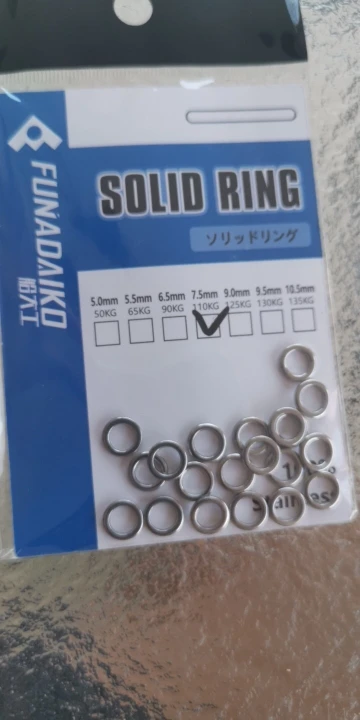 FUNADAIKO
船太工
SOLID RING
ソリッドリング
5.0mm 5.5mm 6.5mm 7.5mm 9.0mm 9.5mm 10.5mm
50KG 65KG 90KG 110KG 125KG 130KG 135KG